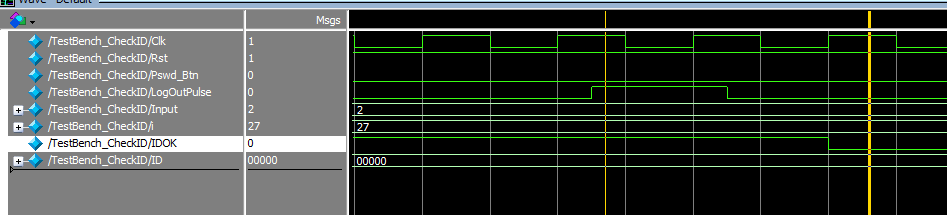 Wave - Default
Msgs
/TestBench_CheckID/Clk 1
/TestBench_CheckID/Rst 1
/TestBench_CheckID/Pswd_Btn 0
/TestBench_CheckID/LogOutPulse 0
/TestBench_CheckID/Input 2 2
/TestBench_CheckID/i 27 27
/TestBench_CheckID/IDOK 0
/TestBench_CheckID/ID 00000 00000